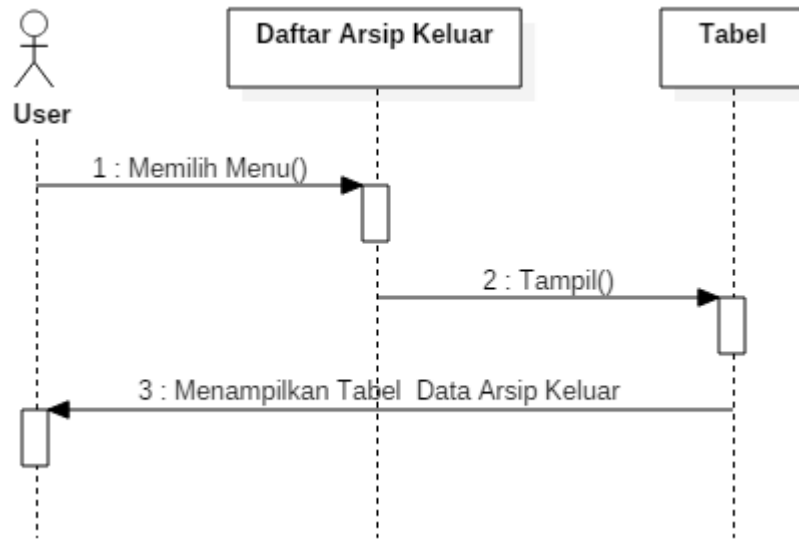 Daftar Arsip Keluar
Tabel
User
1 : Memilih Menu()
2 : Tampil()
3 : Menampilkan Tabel  Data Arsip Keluar